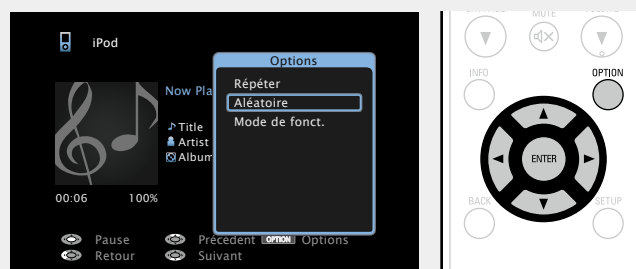 iPod
Options
Répéter
Aléatoire
Mode de fonct.
Now Pla
Title
Artist
Album
00:06 100%
Pause Précédent OPTION Options
Retour Suivant
MUTE
INFO OPTION
ENTER
BACK SETUP